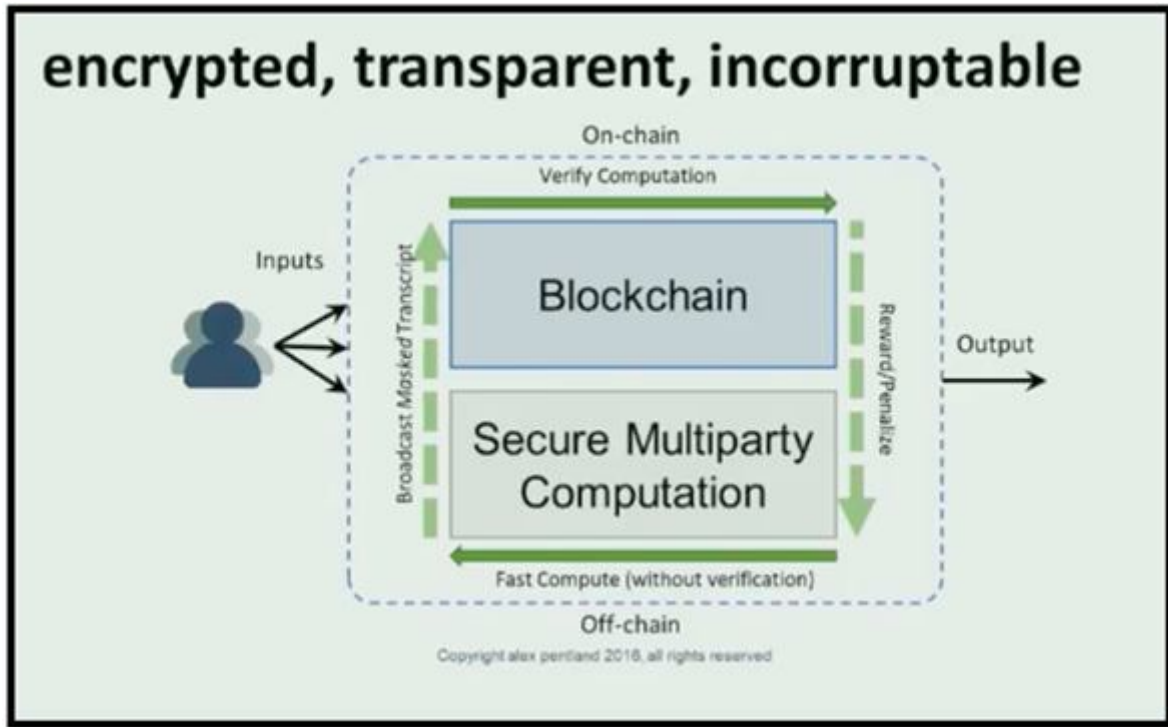 encrypted, transparent, incorruptable
On-chain
Verify Computation
Inputs
Broadcast Masked Transcript
Blockchain
Reward/Penalize
Output
Secure Multiparty
Computation
Fast Compute (without verification)
Off-chain
Copyright alex pentland 2016, all rights reserved